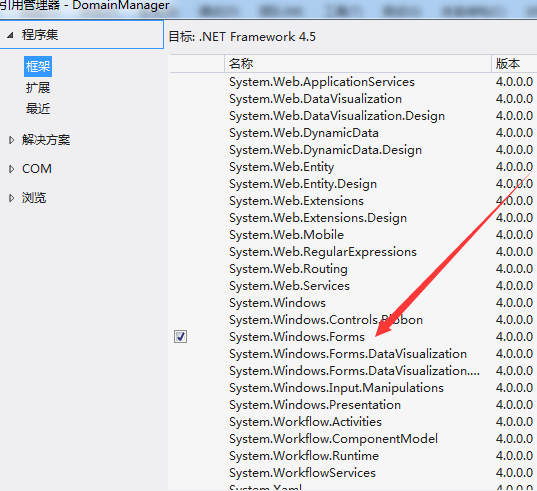 引用管理器 - DomainManager
程序集
框架
扩展
最近
解决方案
COM
浏览
目标: .NET Framework 4.5
名称 版本
System.Web.ApplicationServices 4.0.0.0
System.Web.DataVisualization 4.0.0.0
System.Web.DataVisualization.Design 4.0.0.0
System.Web.DynamicData 4.0.0.0
System.Web.DynamicData.Design 4.0.0.0
System.Web.Entity 4.0.0.0
System.Web.Entity.Design 4.0.0.0
System.Web.Extensions 4.0.0.0
System.Web.Extensions.Design 4.0.0.0
System.Web.Mobile 4.0.0.0
System.Web.RegularExpressions 4.0.0.0
System.Web.Routing 4.0.0.0
System.Web.Services 4.0.0.0
System.Windows 4.0.0.0
System.Windows.Controls.Ribbon 4.0.0.0
System.Windows.Forms 4.0.0.0
System.Windows.Forms.DataVisualization 4.0.0.0
System.Windows.Forms.DataVisualization.... 4.0.0.0
System.Windows.Input.Manipulations 4.0.0.0
System.Windows.Presentation 4.0.0.0
System.Workflow.Activities 4.0.0.0
System.Workflow.ComponentModel 4.0.0.0
System.Workflow.Runtime 4.0.0.0
System.WorkflowServices 4.0.0.0
System.Xaml 4.0.0.0